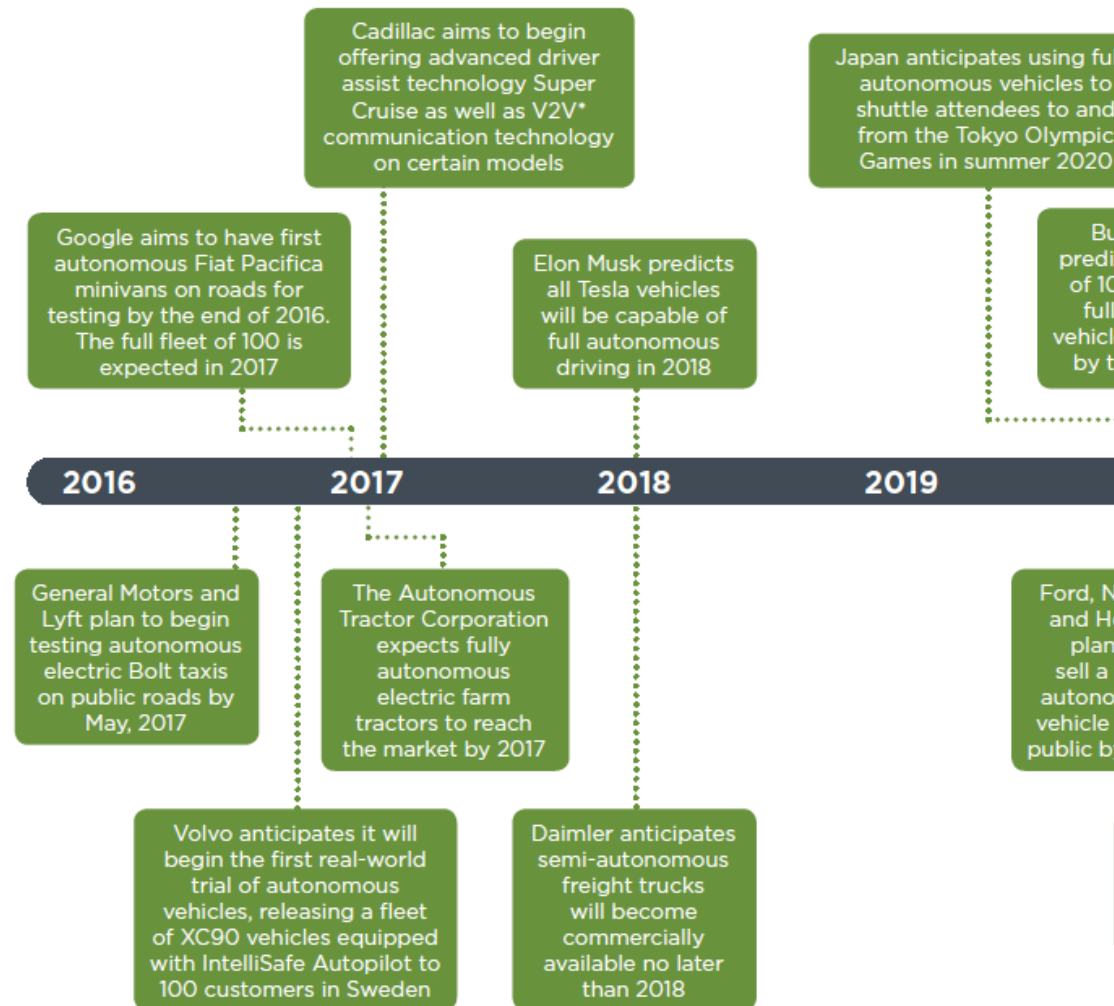 Cadillac aims to begin
offering advanced driver
assist technology Super
Cruise as well as V2V*
communication technology
on certain models
Japan anticipates using
autonomous vehicles to
shuttle attendees to and
from the Tokyo Olympic
Games in summer 2020
Google aims to have first
autonomous Fiat Pacifica
minivans on roads for
testing by the end of 2016.
The full fleet of 100 is
expected in 2017
Elon Musk predicts
all Tesla vehicles
will be capable of
full autonomous
driving in 2018
of
by
2016
2017
2018
2019
General Motors and
Lyft plan to begin
testing autonomous
electric Bolt taxis
on public roads by
May, 2017
The Autonomous
Tractor Corporation
expects fully
autonomous
electric farm
tractors to reach
the market by 2017
Ford,
and
sell a
vehicle
public
Volvo anticipates it will
begin the first real-world
trial of autonomous
vehicles, releasing a fleet
of XC90 vehicles equipped
with IntelliSafe Autopilot to
100 customers in Sweden
Daimler anticipates
semi-autonomous
freight trucks
will become
commercially
available no later
than 2018